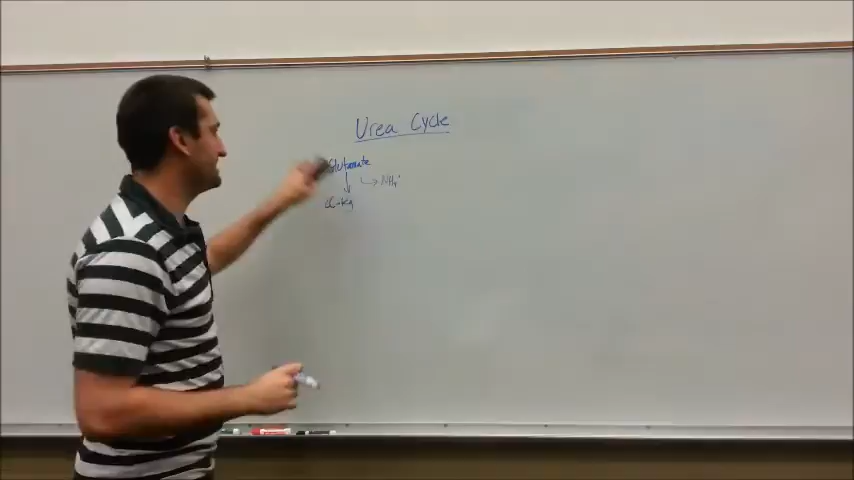 Urea Cycle
Glutamate
↳ NH₄⁺
α-Kg